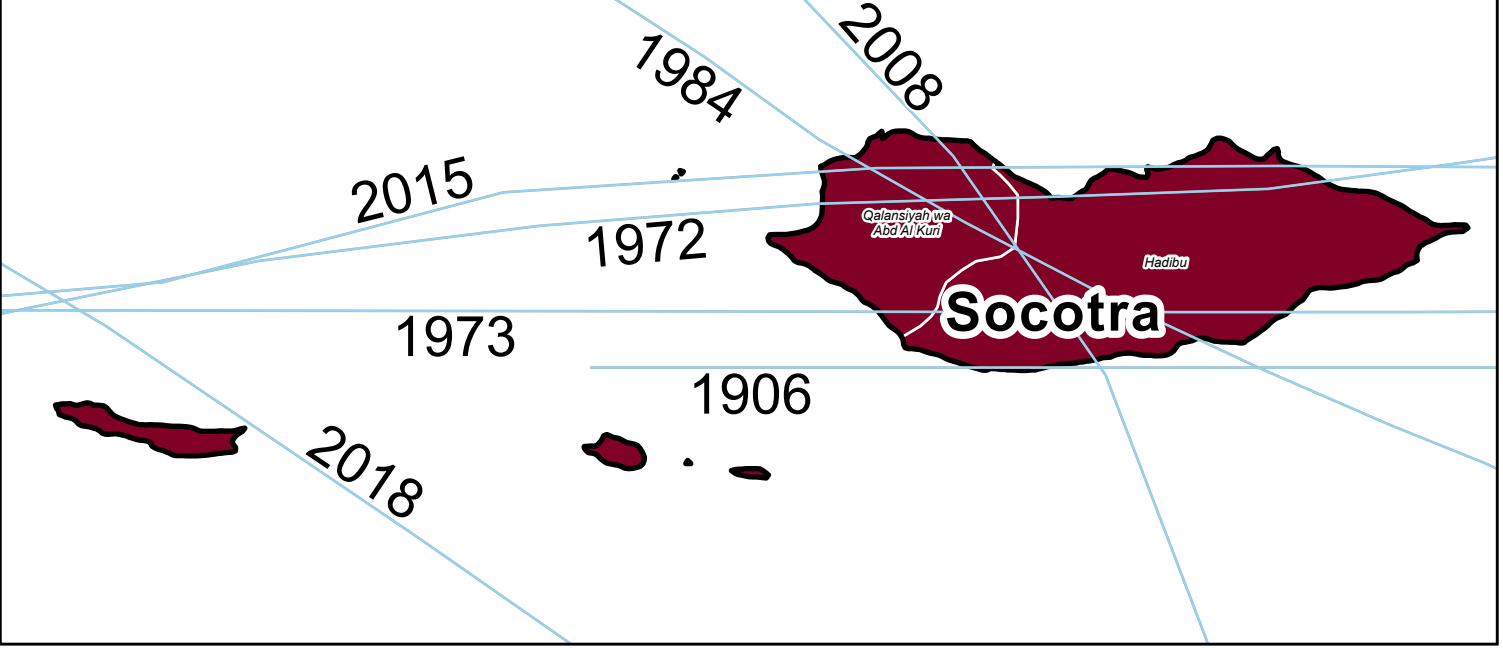 2008
1984
2015
Qalansiyah wa
Abd Al Kuri
1972
Hadibu
Socotra
1973
1906
2018